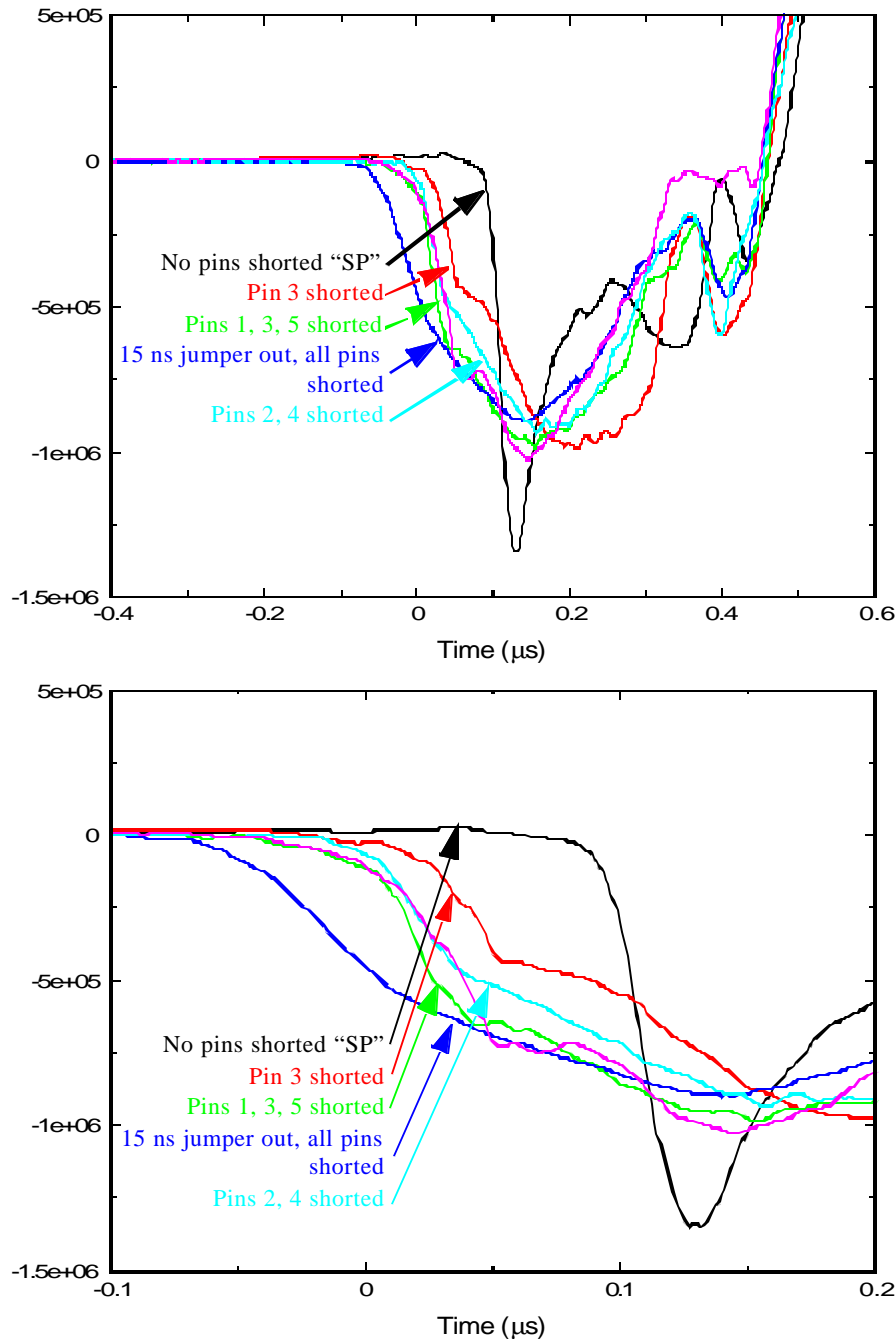 5e+05
0
-5e+05
-1e+06
-1.5e+06
No pins shorted “SP”
Pin 3 shorted
Pins 1, 3, 5 shorted
15 ns jumper out, all pins
shorted
Pins 2, 4 shorted
-0.4
-0.2
0
0.2
0.4
0.6
Time (μs)
5e+05
0
-5e+05
-1e+06
-1.5e+06
No pins shorted “SP”
Pin 3 shorted
Pins 1, 3, 5 shorted
15 ns jumper out, all pins
shorted
Pins 2, 4 shorted
-0.1
0
0.1
0.2
Time (μs)